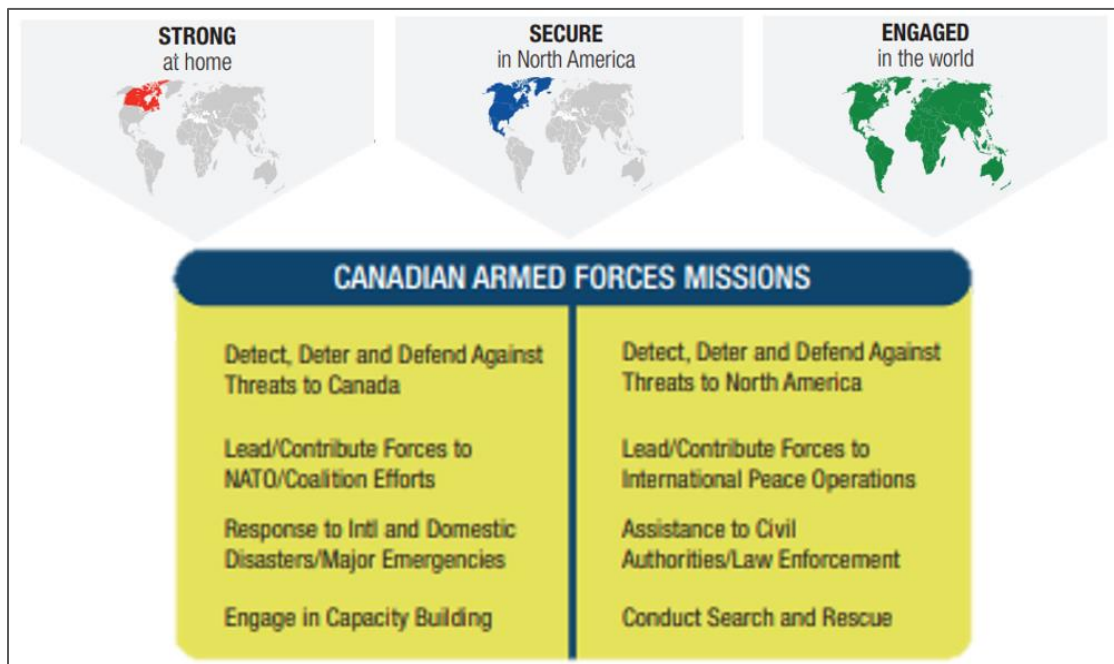 STRONG
at home
SECURE
in North America
ENGAGED
in the world
CANADIAN ARMED FORCES MISSIONS
Detect, Deter and Defend Against
Threats to Canada
Lead/Contribute Forces to
NATO/Coalition Efforts
Response to Intl and Domestic
Disasters/Major Emergencies
Engage in Capacity Building
Detect, Deter and Defend Against
Threats to North America
Lead/Contribute Forces to
International Peace Operations
Assistance to Civil
Authorities/Law Enforcement
Conduct Search and Rescue